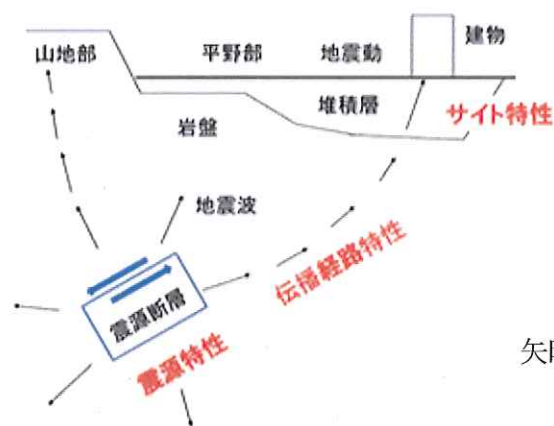 山地部
平野部
地震動
建物
堆積層
サイト特性
岩盤
地震波
伝播経路特性
震源断層
震源特性